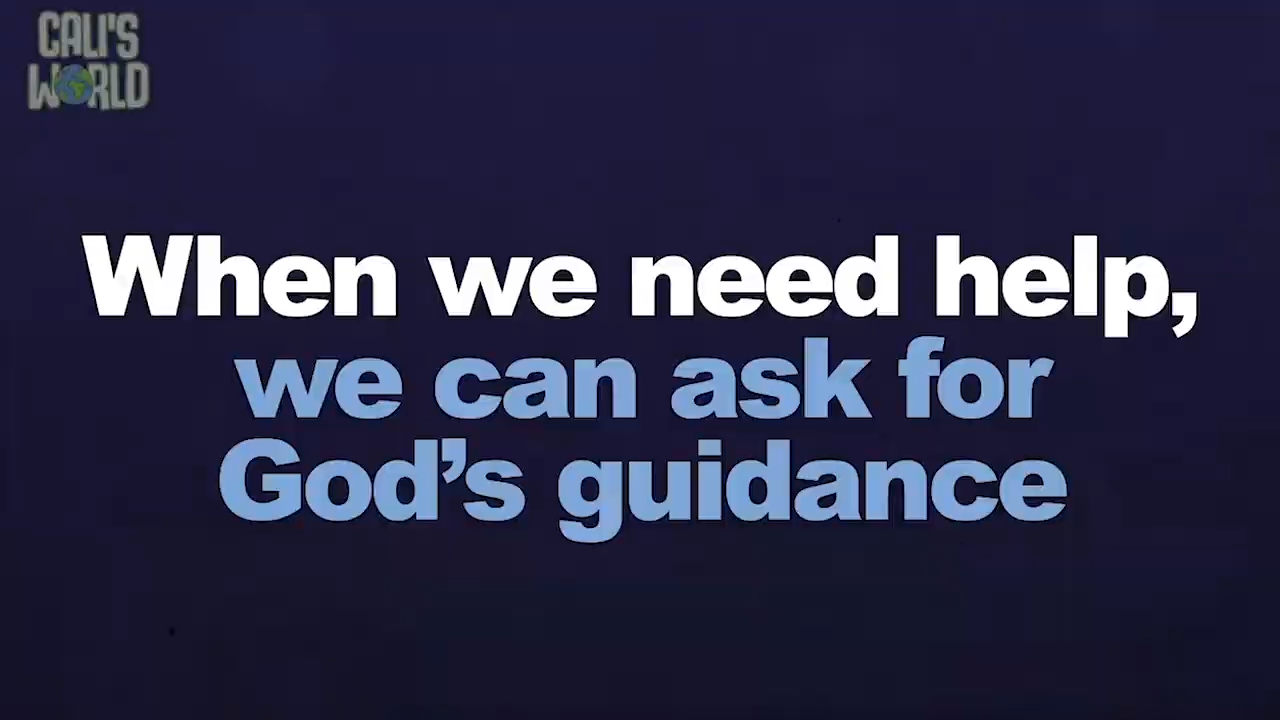 CALI'S
WORLD
When we need help,
we can ask for
God’s guidance